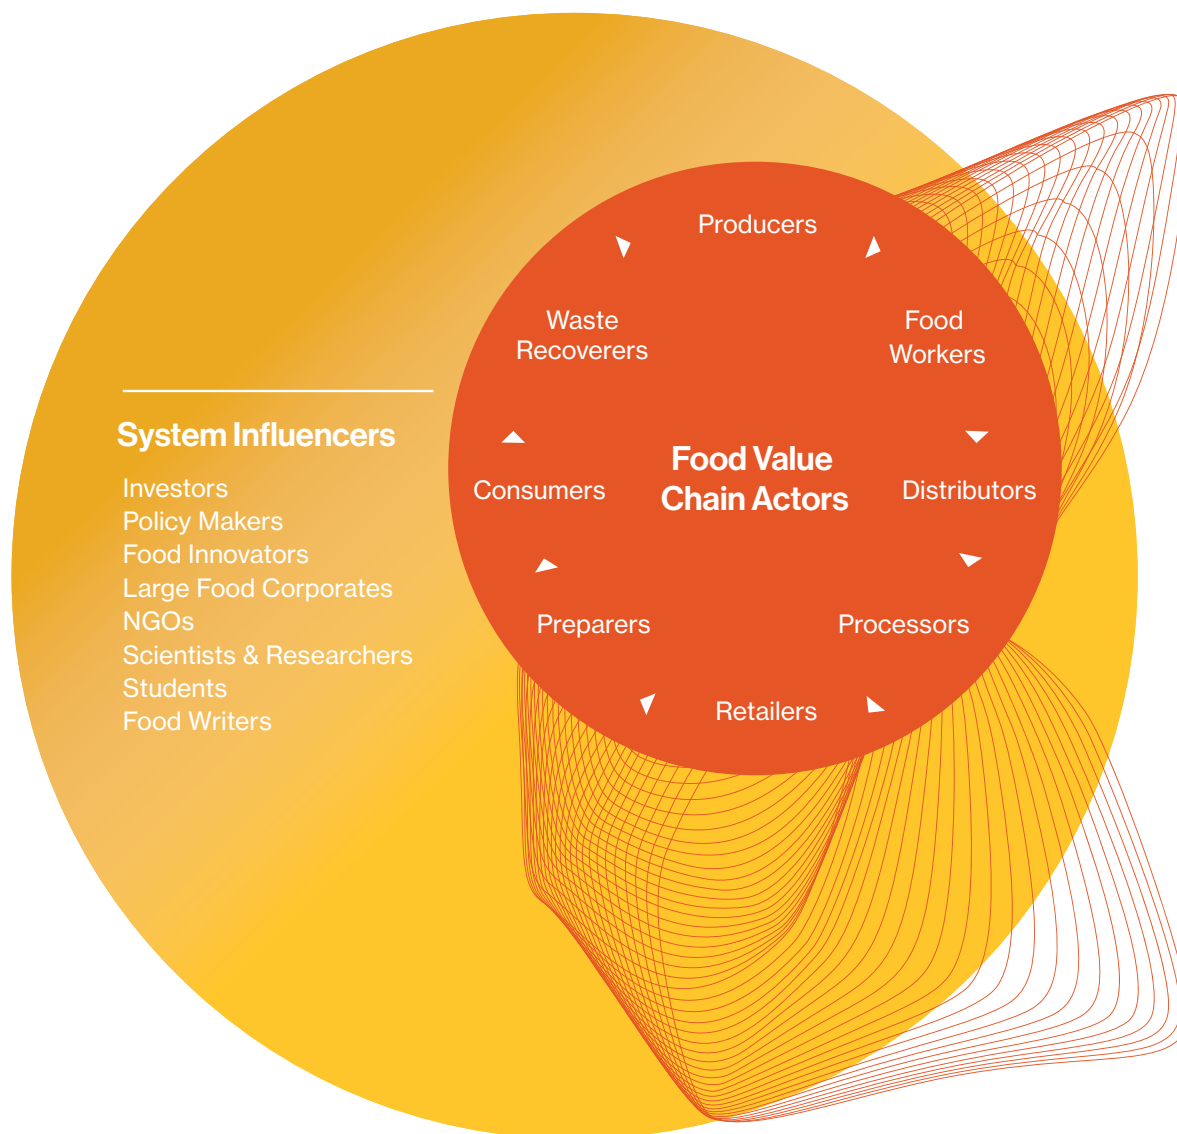 System Influencers
Investors
Policy Makers
Food Innovators
Large Food Corporates
NGOs
Scientists & Researchers
Students
Food Writers
Food Value
Chain Actors
Producers
Food
Workers
Distributors
Processors
Retailers
Preparers
Consumers
Waste
Recoverers